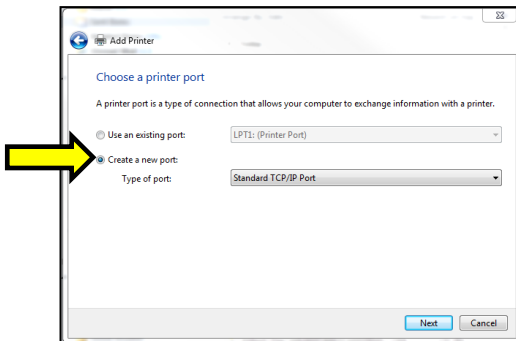 Add Printer
Choose a printer port
A printer port is a type of connection that allows your computer to exchange information with a printer.
Use an existing port: LPT1: (Printer Port)
Create a new port:
Type of port: Standard TCP/IP Port
Next Cancel